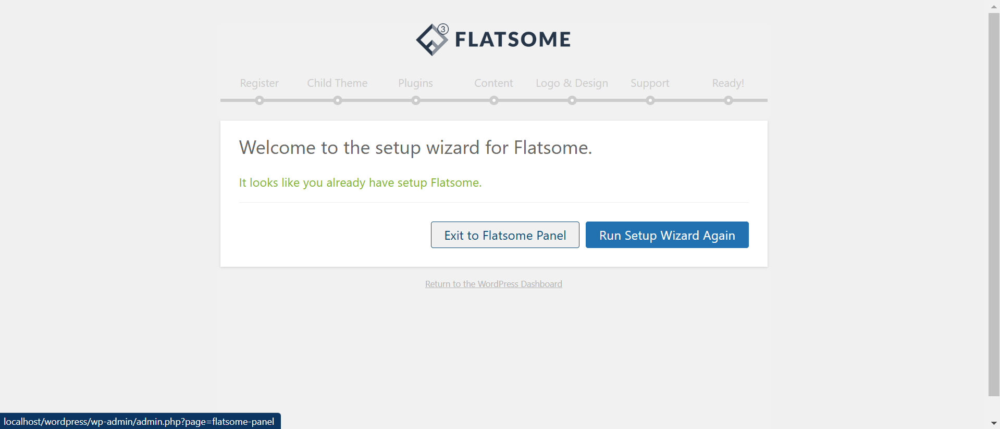 3
FLATSOME
Register Child Theme Plugins Content Logo & Design Support Ready!
Welcome to the setup wizard for Flatsome.
It looks like you already have setup Flatsome.
Exit to Flatsome Panel Run Setup Wizard Again
Return to the WordPress Dashboard
localhost/wordpress/wp-admin/admin.php?page=flatsome-panel